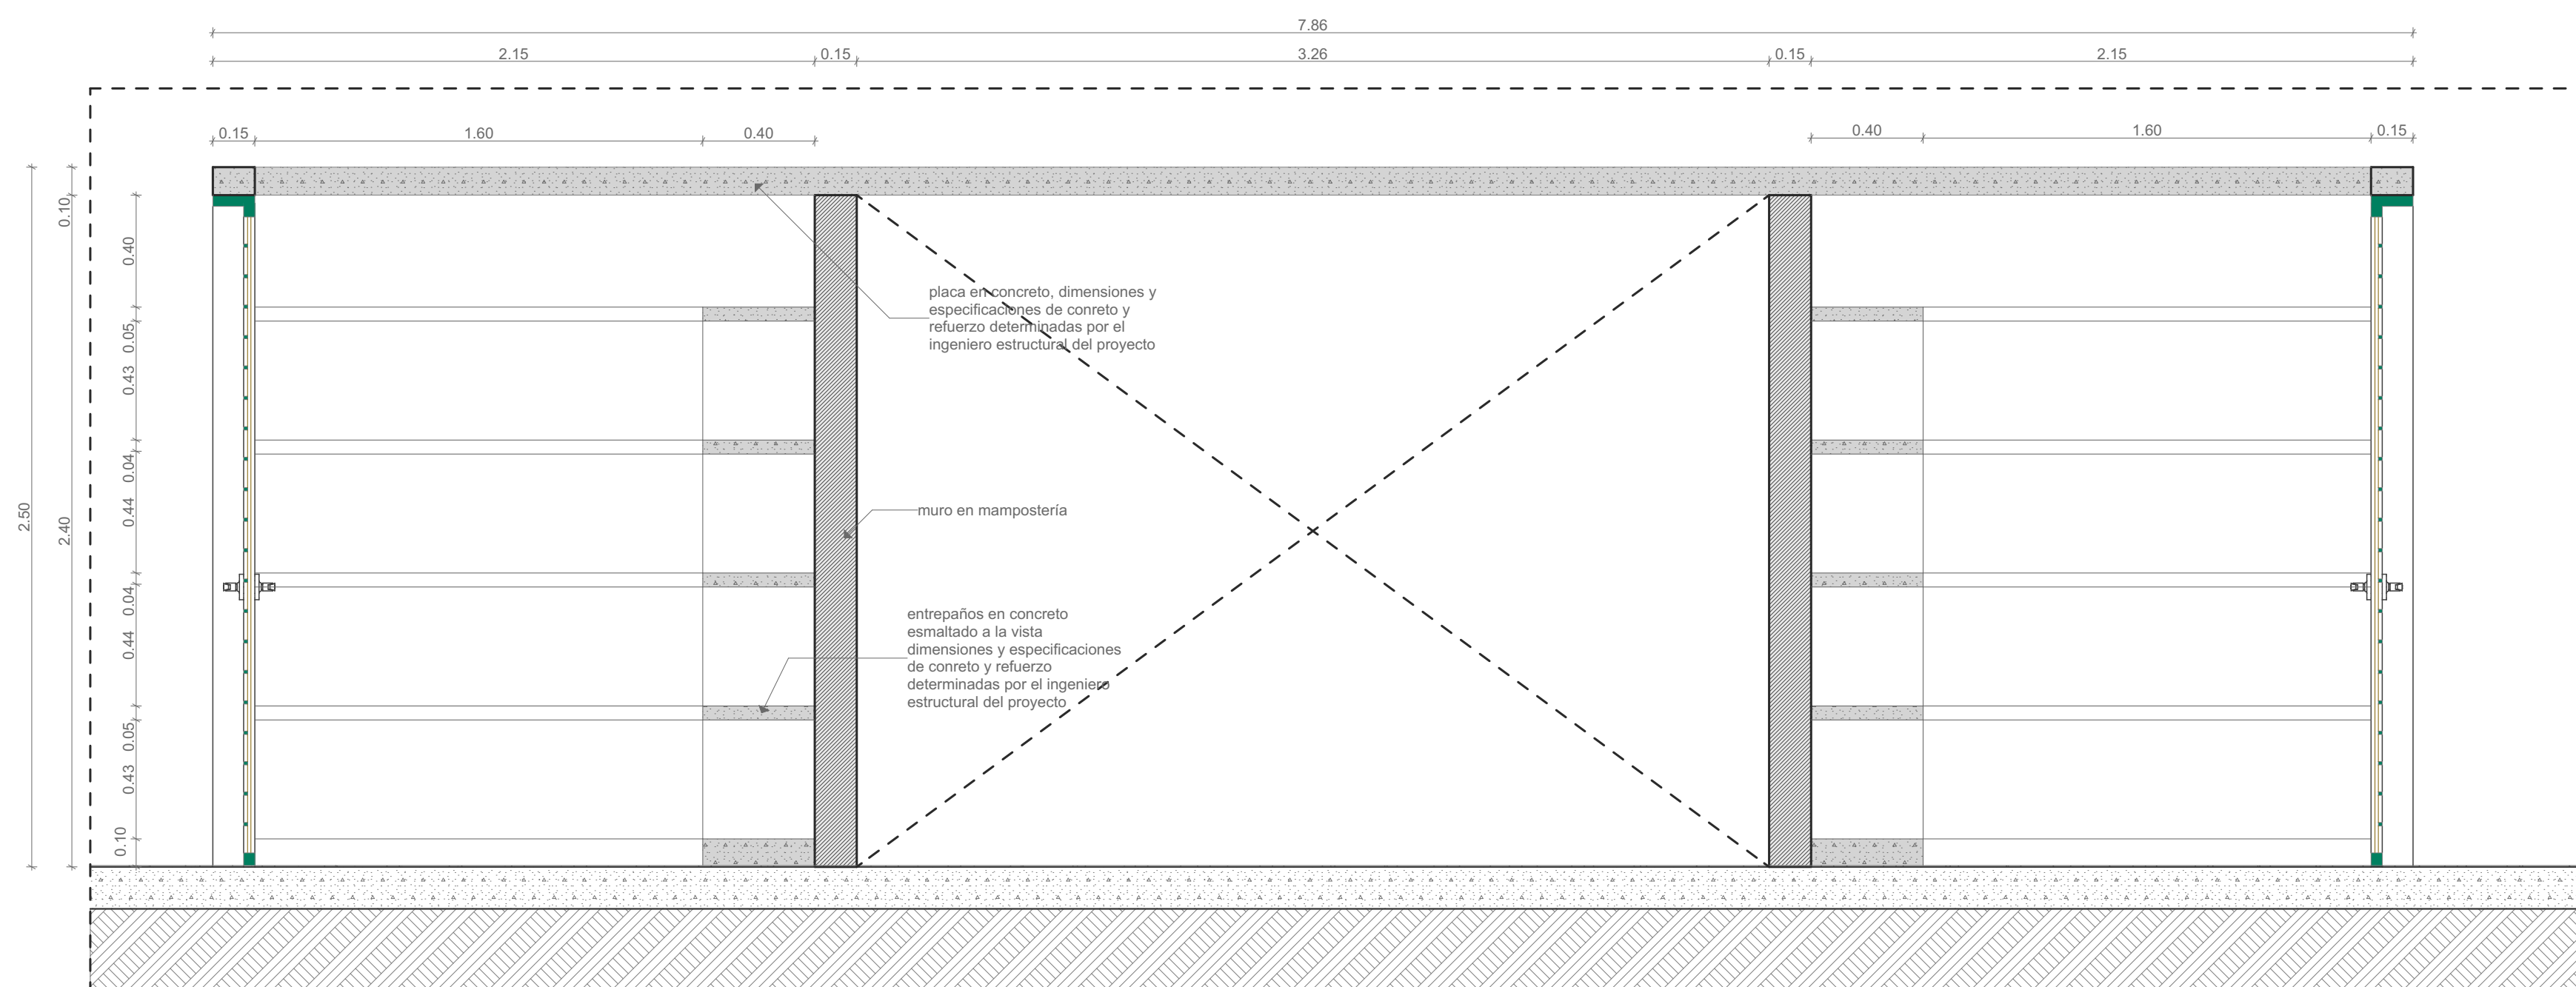 7.86
2.15
0.15
3.26
0.15
2.15
0.15
1.60
0.40
0.40
1.60
0.15
2.50
0.10
2.40
0.40
0.05
0.43
0.04
0.44
0.04
0.44
0.05
0.43
0.10
placa en concreto, dimensiones y
especificaciones de conreto y
refuerzo determinadas por el
ingeniero estructural del proyecto
muro en mampostería
entrepaños en concreto
esmaltado a la vista
dimensiones y especificaciones
de conreto y refuerzo
determinadas por el ingeniero
estructural del proyecto